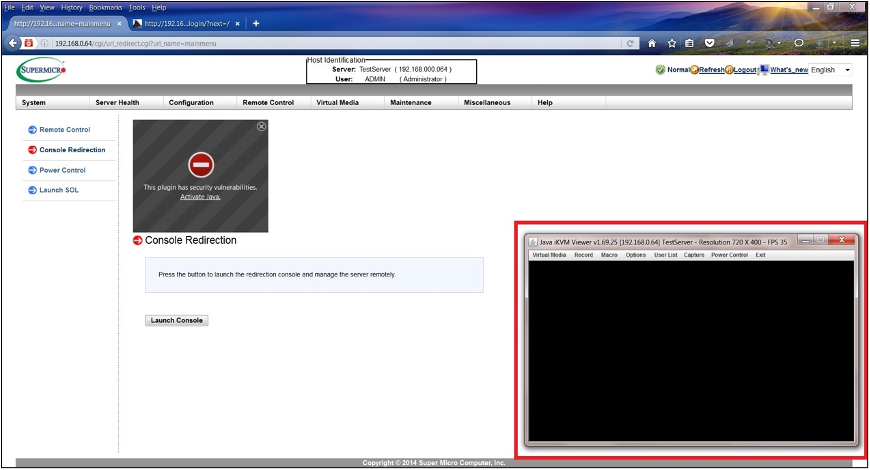 File Edit View History Bookmarks Tools Help
http://192.16...name=mainmenu × http://192.16...login/?next=/ × +
192.168.0.64/cgi/url_redirect.cgi?url_name=mainmenu
SUPERMICR
Host Identification
Server: TestServer ( 192.168.000.064 )
User: ADMIN ( Administrator )
Normal Refresh Logout What's_new English
System Server Health Configuration Remote Control Virtual Media Maintenance Miscellaneous Help
Remote Control
Console Redirection
Power Control
Launch SOL
This plugin has security vulnerabilities.
Activate Java.
Console Redirection
Press the button to launch the redirection console and manage the server remotely.
Launch Console
Java iKVM Viewer v1.69.25 [192.168.0.64] TestServer - Resolution 720 X 400 - FPS 35
Virtual Media Record Macro Options User List Capture Power Control Exit
Copyright © 2014 Super Micro Computer, Inc.